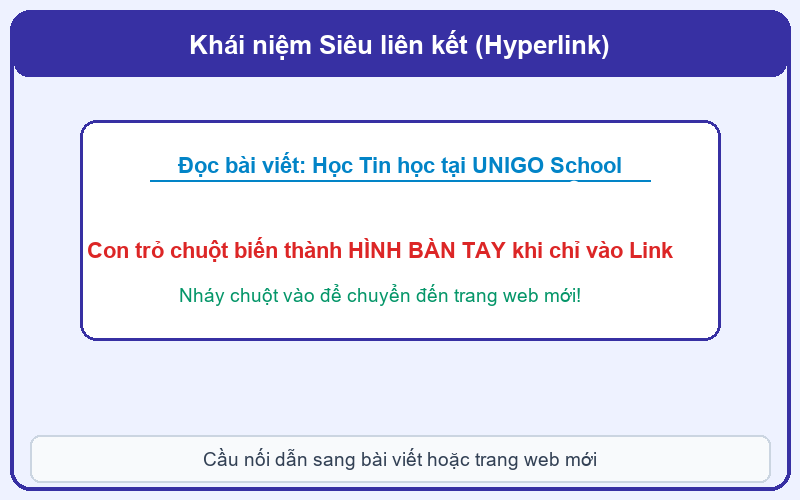 Khái niệm Siêu liên kết (Hyperlink)
Đọc bài viết: Học Tin học tại UNIGO School
Con trỏ chuột biến thành HÌNH BÀN TAY khi chỉ vào Link
Nháy chuột vào để chuyển đến trang web mới!
Cầu nối dẫn sang bài viết hoặc trang web mới